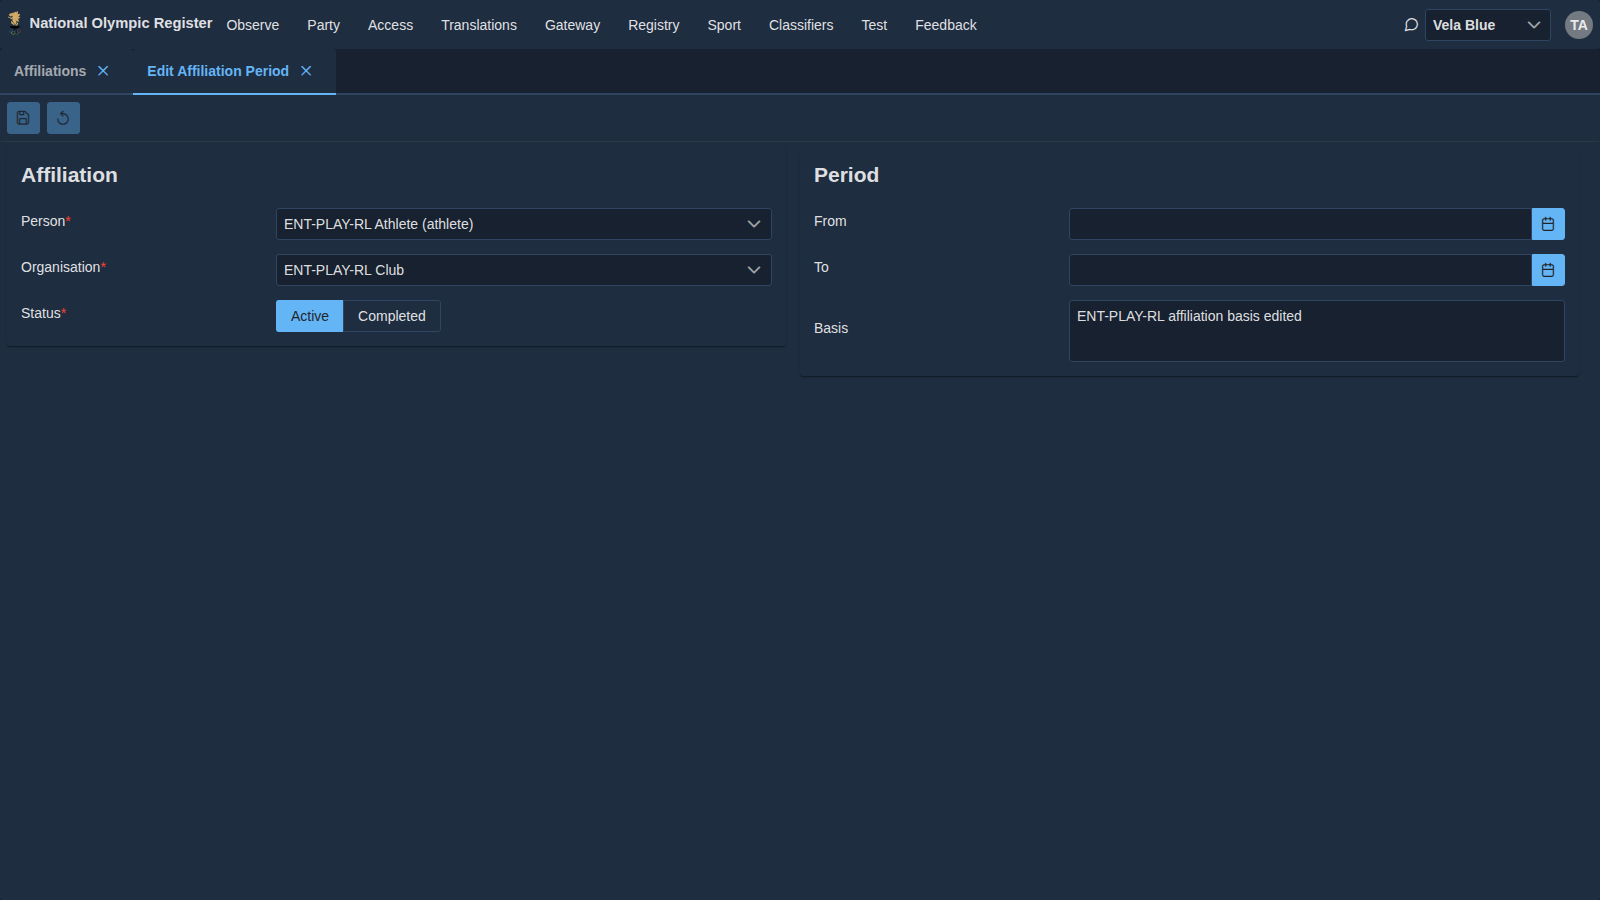 National Olympic Register Observe Party Access Translations Gateway Registry Sport Classifiers Test Feedback Vela Blue TA
Affiliations Edit Affiliation Period
Affiliation
Person* ENT-PLAY-RL Athlete (athlete)
Organisation* ENT-PLAY-RL Club
Status* Active Completed
Period
From
To
Basis ENT-PLAY-RL affiliation basis edited